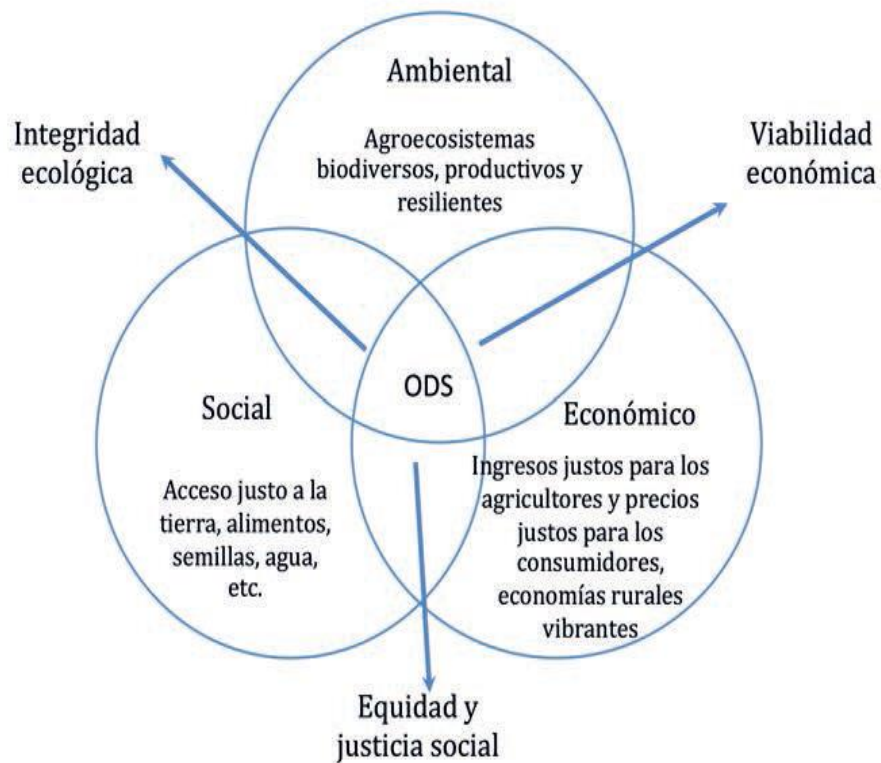 Ambiental
Integridad
ecológica
Viabilidad
económica
Agroecosistemas
biodiversos, productivos y
resilientes
ODS
Social
Económico
Acceso justo a la
tierra, alimentos,
semillas, agua,
etc.
Ingresos justos para los
agricultores y precios
justos para los
consumidores,
economías rurales
vibrantes
Equidad y
justicia social